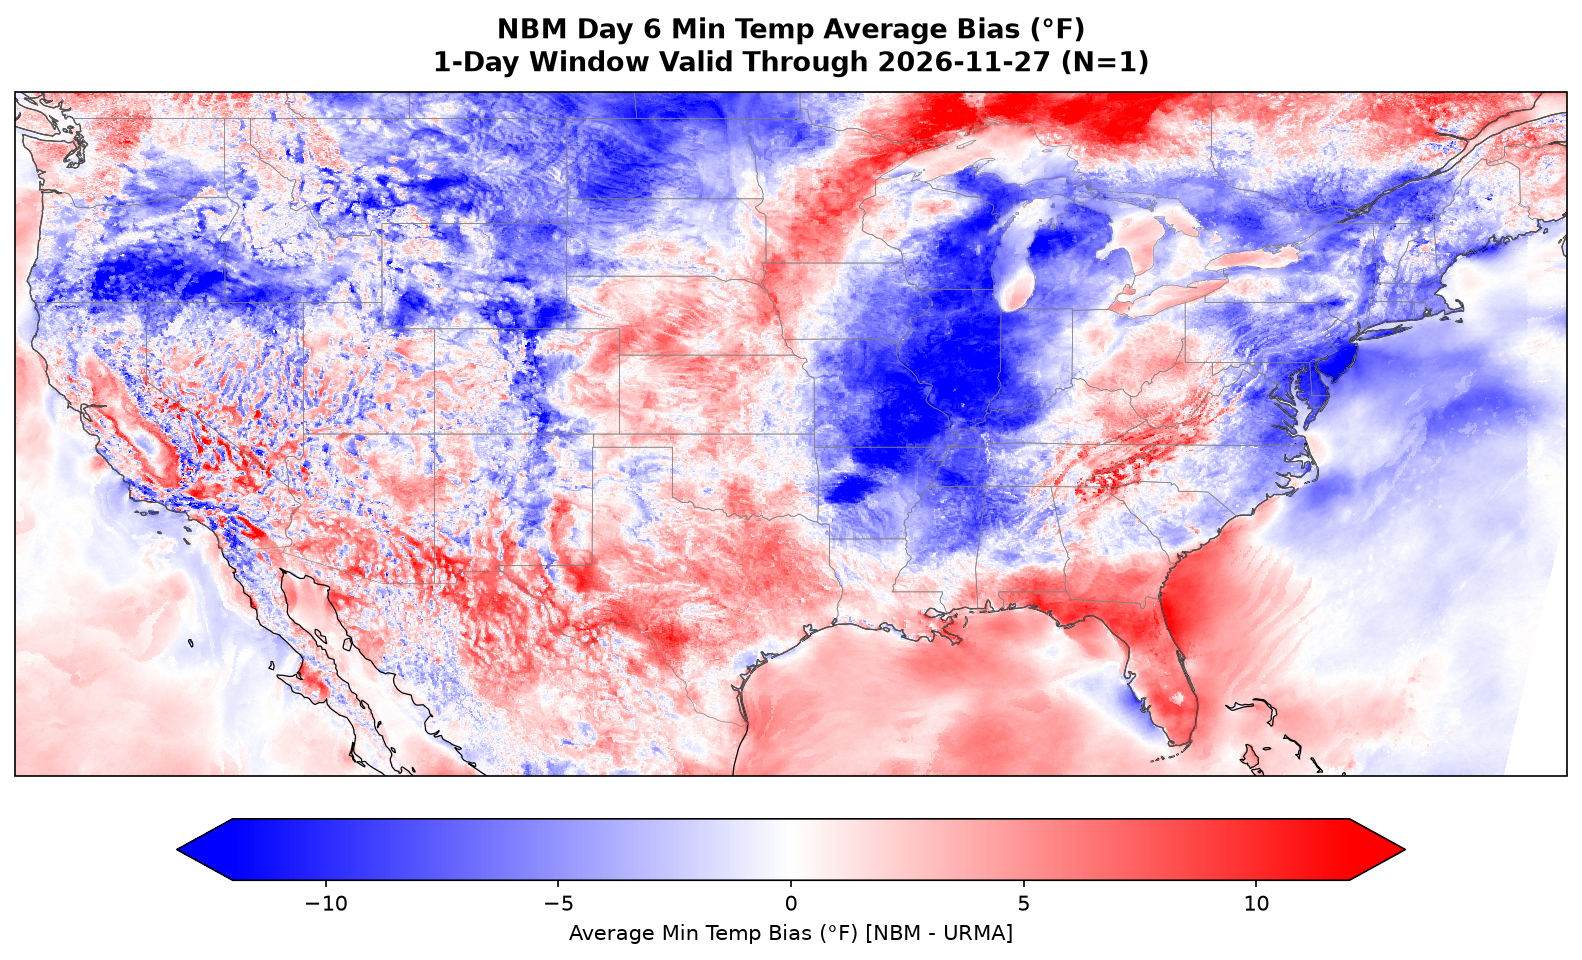 NBM Day 6 Min Temp Average Bias (°F)
1-Day Window Valid Through 2026-11-27 (N=1)
−10 −5 0 5 10
Average Min Temp Bias (°F) [NBM - URMA]